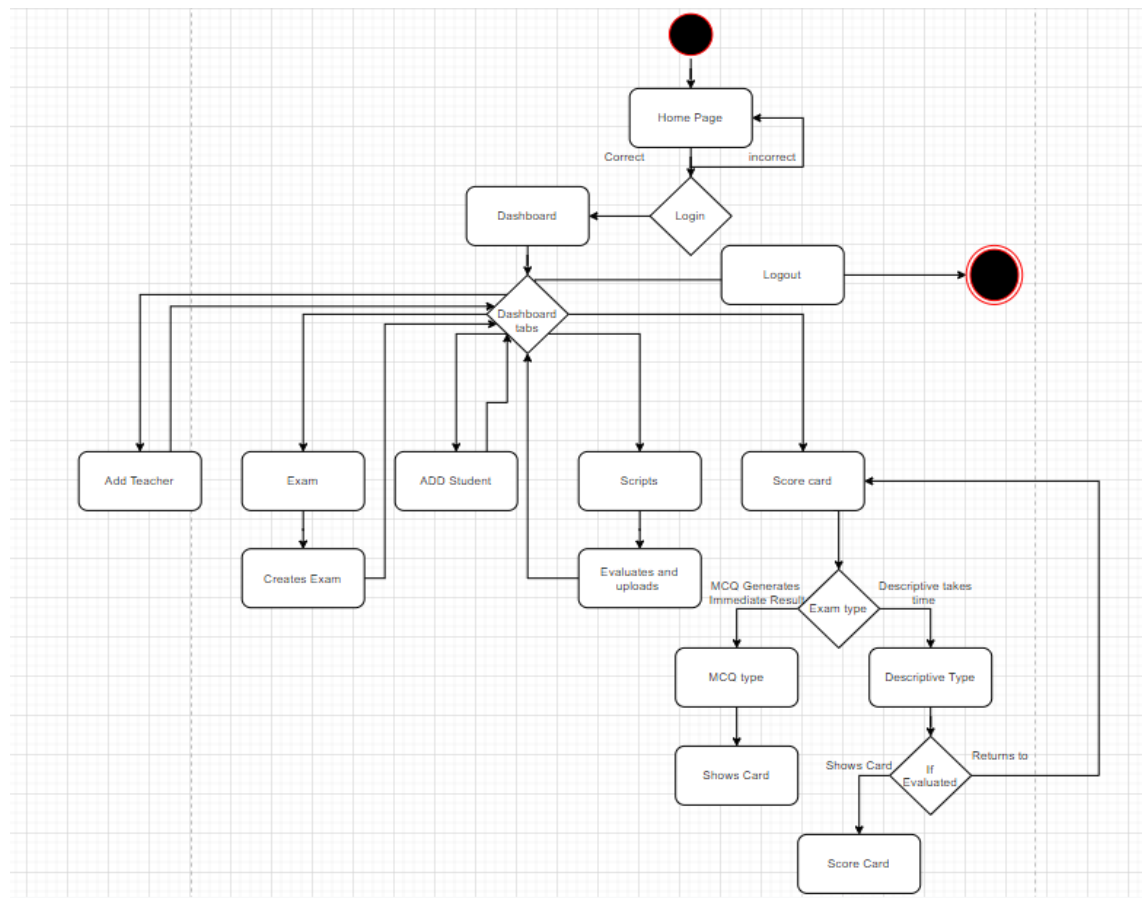 Home Page
Correct
incorrect
Dashboard
Login
Logout
Dashboard
tabs
Add Teacher
Exam
ADD Student
Scripts
Score card
Creates Exam
Evaluates and
uploads
MCQ Generates
Immediate Result
Descriptive takes
time
Exam type
MCQ type
Descriptive Type
Shows Card
Shows Card
If
Evaluated
Returns to
Score Card